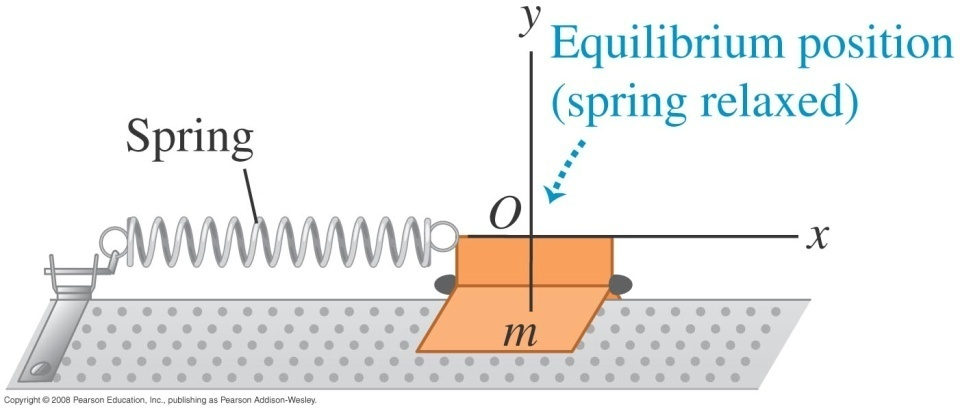 y
Equilibrium position
(spring relaxed)
Spring
O
x
m
Copyright © 2008 Pearson Education, Inc., publishing as Pearson Addison-Wesley.